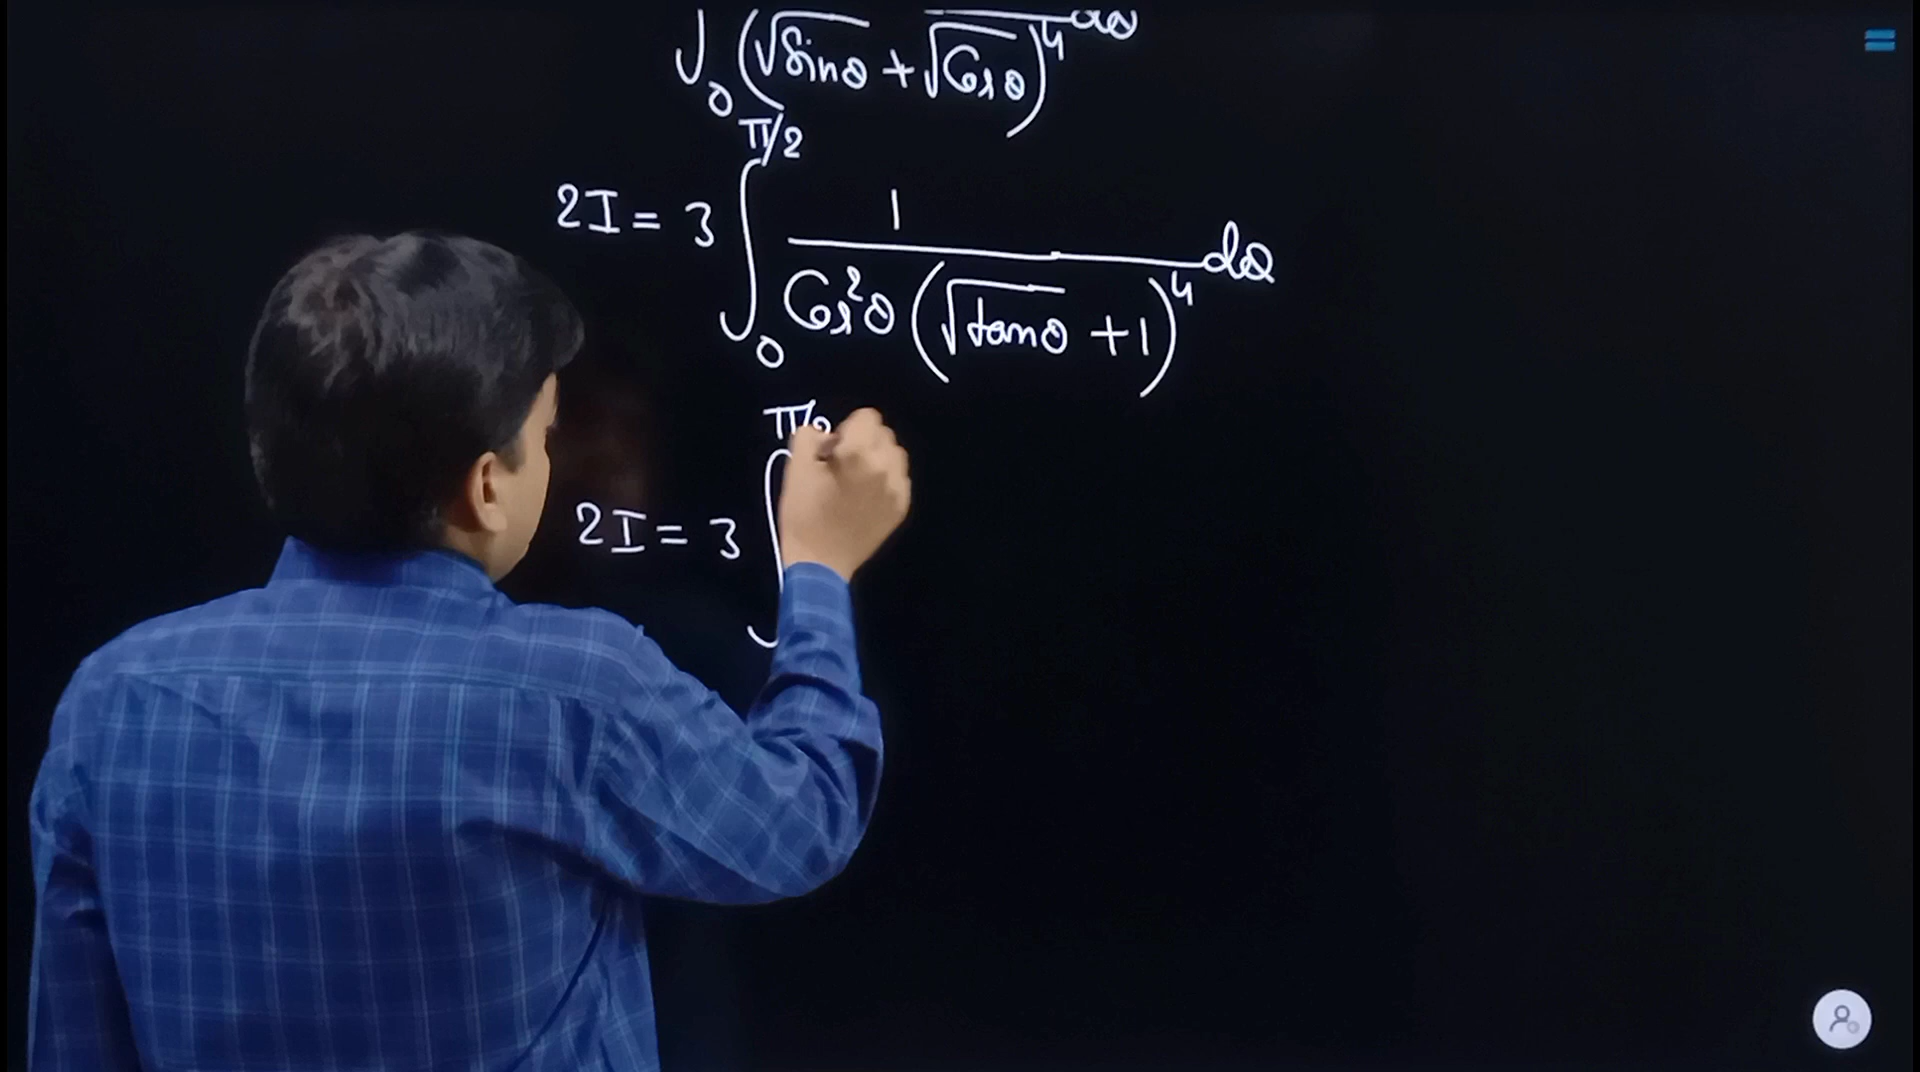 ∫₀ (√sinθ + √Cosθ)⁴ dθ
2I = 3 ∫₀^π/2 1 / Cos²θ (√tanθ + 1)⁴ dθ
2I = 3 ∫^π/2